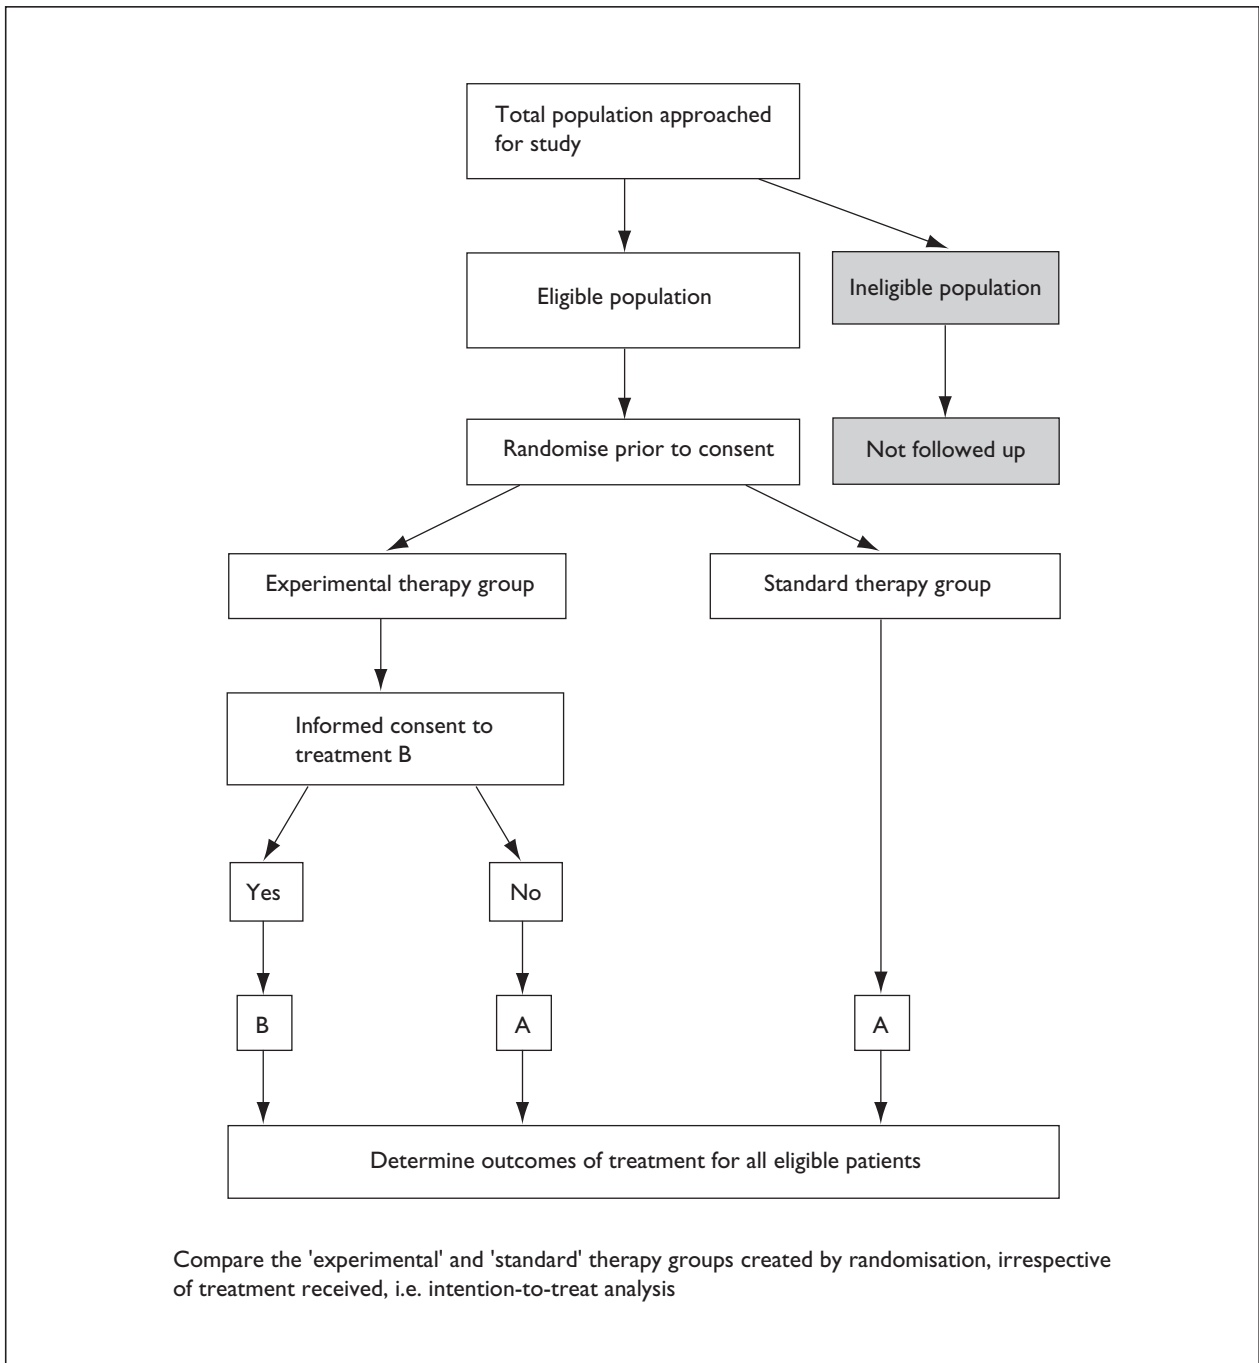 Total population approached
for study
Eligible population
Ineligible population
Randomise prior to consent
Not followed up
Experimental therapy group
Standard therapy group
Informed consent to
treatment B
Yes
No
B
A
A
Determine outcomes of treatment for all eligible patients
Compare the 'experimental' and 'standard' therapy groups created by randomisation, irrespective
of treatment received, i.e. intention-to-treat analysis